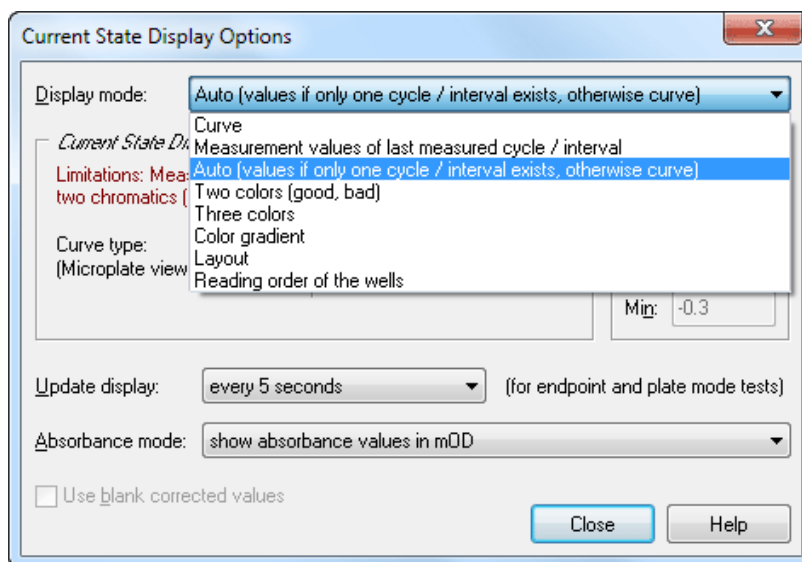 Current State Display Options
Display mode: Auto (values if only one cycle / interval exists, otherwise curve)
Curve
Measurement values of last measured cycle / interval
Auto (values if only one cycle / interval exists, otherwise curve)
Two colors (good, bad)
Three colors
Color gradient
Layout
Reading order of the wells
Current State
Limitations:
two chromatics (
Curve type:
(Microplate view
Min: -0.3
Update display: every 5 seconds (for endpoint and plate mode tests)
Absorbance mode: show absorbance values in mOD
Use blank corrected values
Close Help